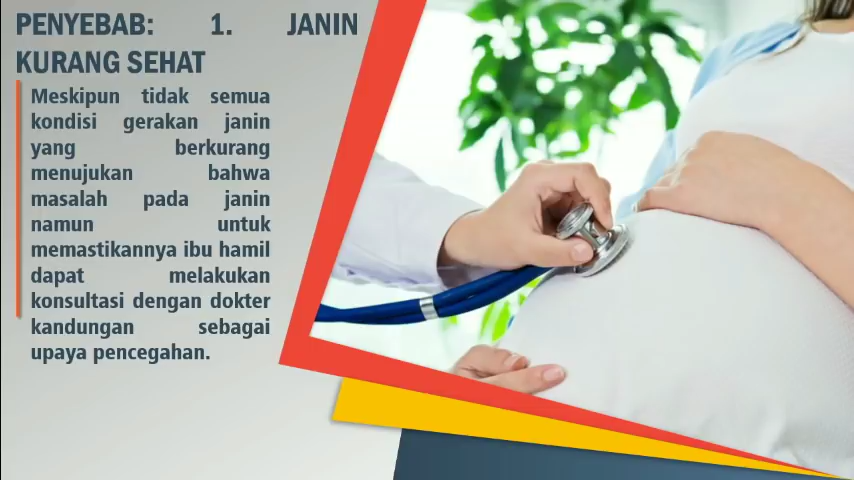 PENYEBAB: 1. JANIN
KURANG SEHAT
Meskipun tidak semua
kondisi gerakan janin
yang berkurang
menujukan bahwa
masalah pada janin
namun untuk
memastikannya ibu hamil
dapat melakukan
konsultasi dengan dokter
kandungan sebagai
upaya pencegahan.